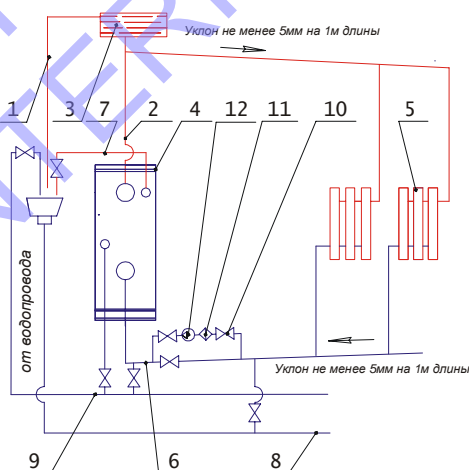 Уклон не менее 5мм на 1м длины
1 3 7 2 4 12 11 10 5
от водопровода
Уклон не менее 5мм на 1м длины
9 6 8